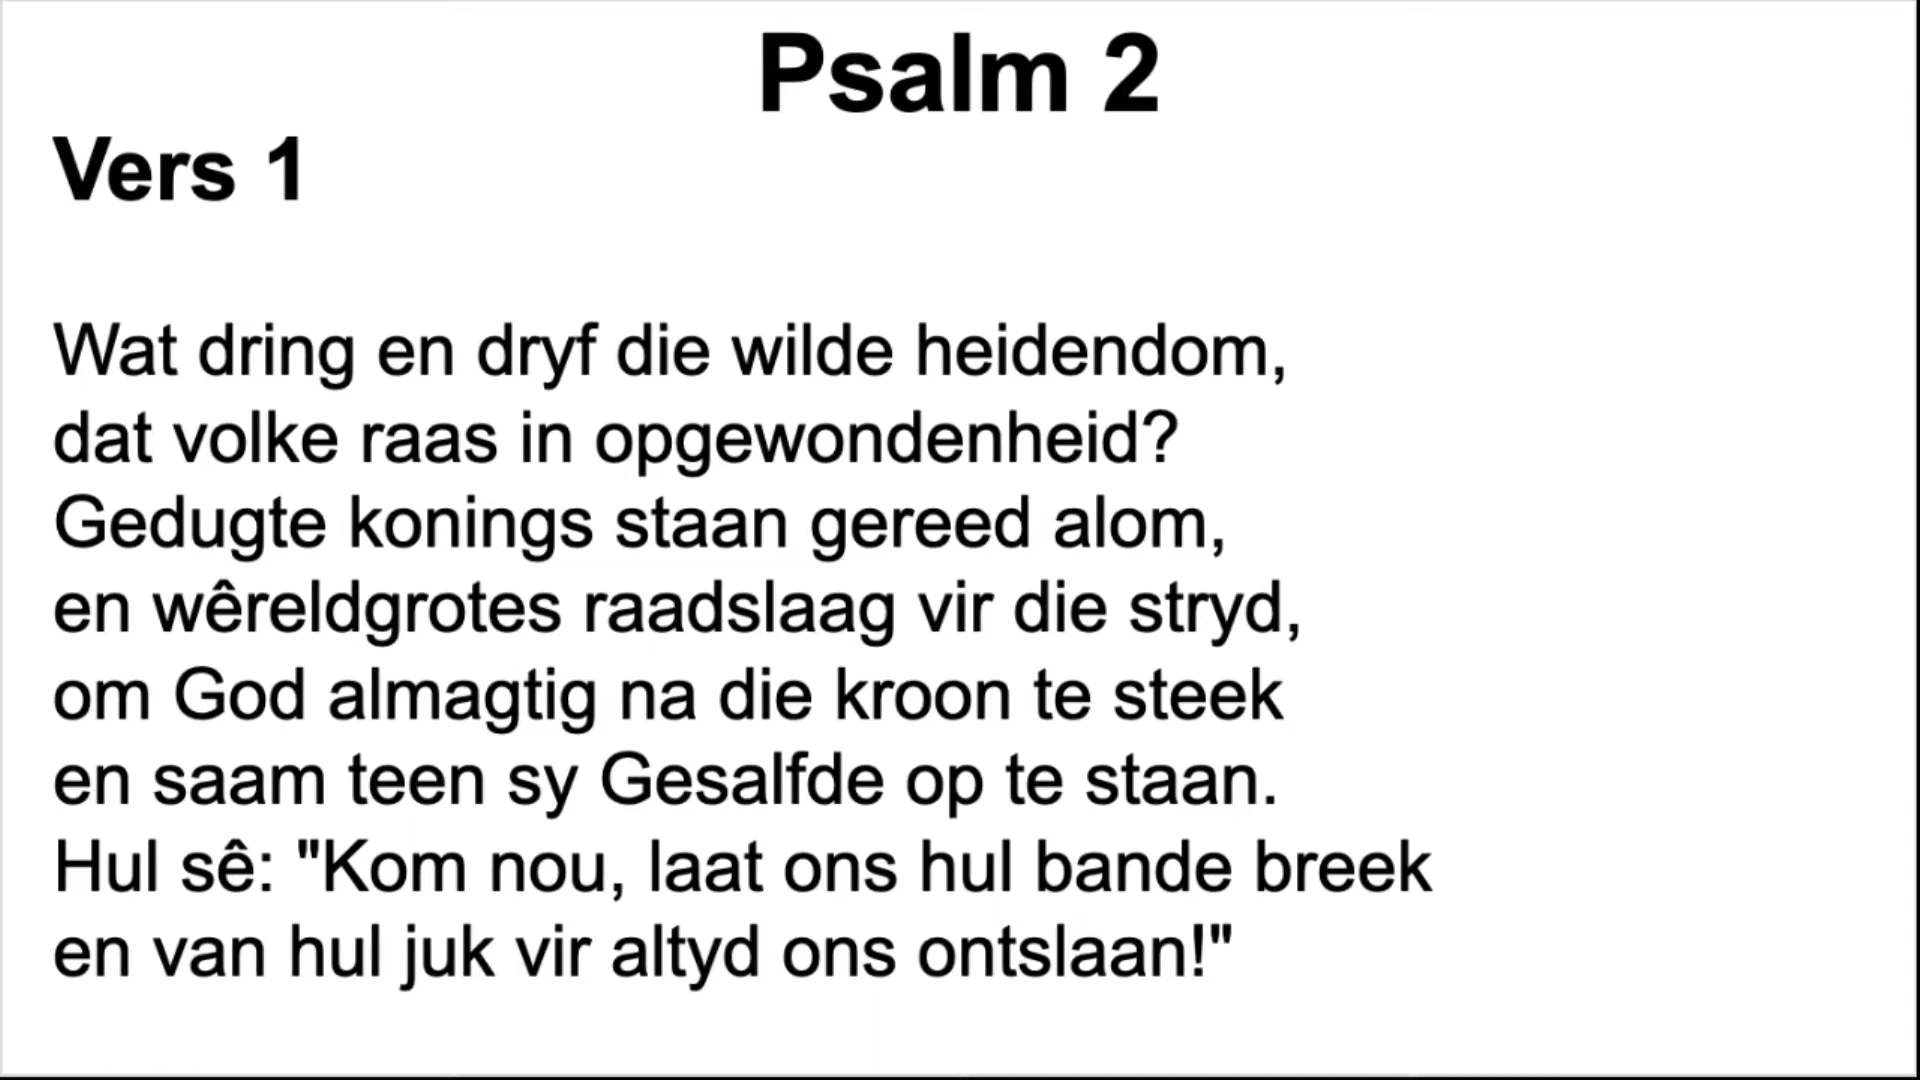 Psalm 2
Vers 1
Wat dring en dryf die wilde heidendom,
dat volke raas in opgewondenheid?
Gedugte konings staan gereed alom,
en wêreldgrotes raadslaag vir die stryd,
om God almagtig na die kroon te steek
en saam teen sy Gesalfde op te staan.
Hul sê: "Kom nou, laat ons hul bande breek
en van hul juk vir altyd ons ontslaan!"